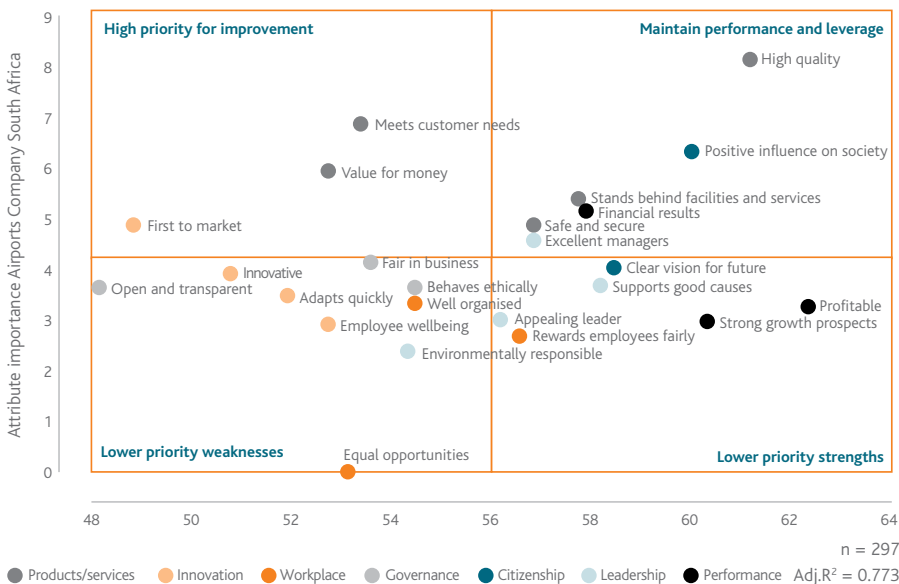 9
High priority for improvement
Maintain performance and leverage
8
High quality
7
Meets customer needs
Positive influence on society
6
Value for money
Stands behind facilities and services
Financial results
5
First to market
Safe and secure
Excellent managers
4
Fair in business
Clear vision for future
Innovative
Open and transparent
Behaves ethically
Supports good causes
Adapts quickly
Well organised
Profitable
3
Employee wellbeing
Appealing leader
Strong growth prospects
Rewards employees fairly
Environmentally responsible
2
1
Lower priority weaknesses
Equal opportunities
Lower priority strengths
0
Attribute importance Airports Company South Africa
48 50 52 54 56 58 60 62 64
n = 297
Products/services Innovation Workplace Governance Citizenship Leadership Performance Adj.R² = 0.773